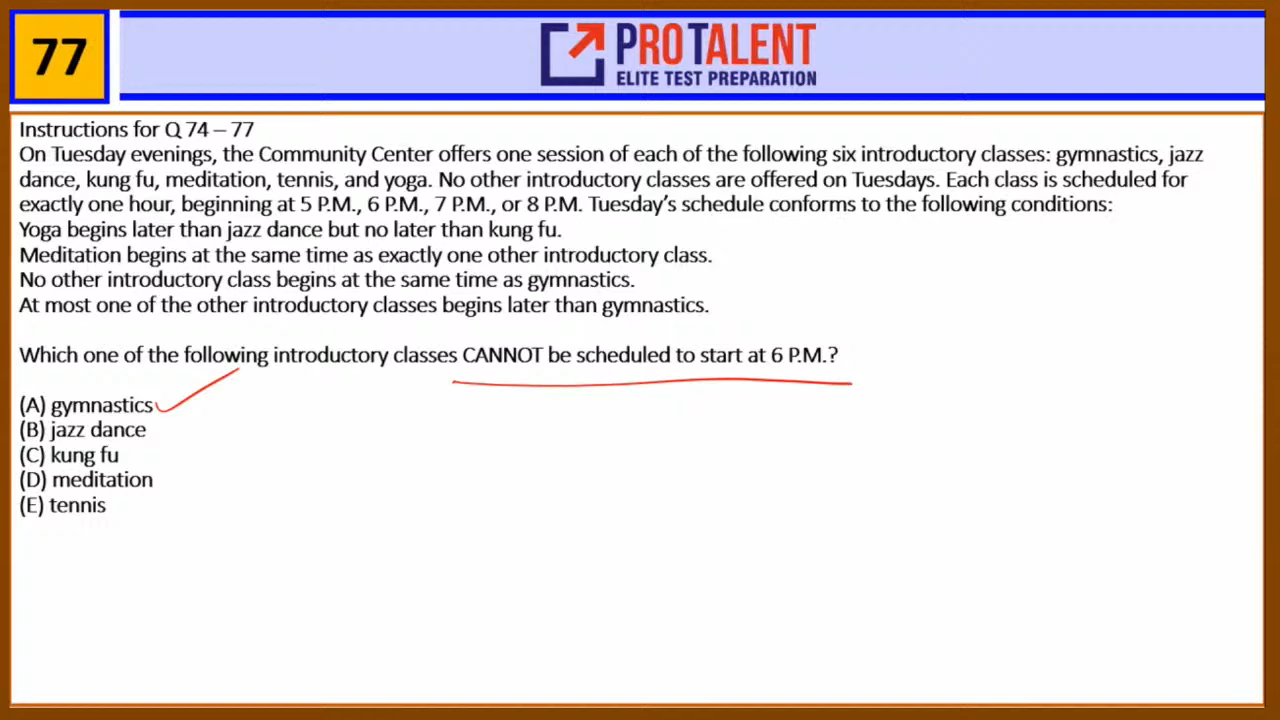 77
PROTALENT
ELITE TEST PREPARATION
Instructions for Q 74 – 77
On Tuesday evenings, the Community Center offers one session of each of the following six introductory classes: gymnastics, jazz
dance, kung fu, meditation, tennis, and yoga. No other introductory classes are offered on Tuesdays. Each class is scheduled for
exactly one hour, beginning at 5 P.M., 6 P.M., 7 P.M., or 8 P.M. Tuesday’s schedule conforms to the following conditions:
Yoga begins later than jazz dance but no later than kung fu.
Meditation begins at the same time as exactly one other introductory class.
No other introductory class begins at the same time as gymnastics.
At most one of the other introductory classes begins later than gymnastics.
Which one of the following introductory classes CANNOT be scheduled to start at 6 P.M.?
(A) gymnastics
(B) jazz dance
(C) kung fu
(D) meditation
(E) tennis